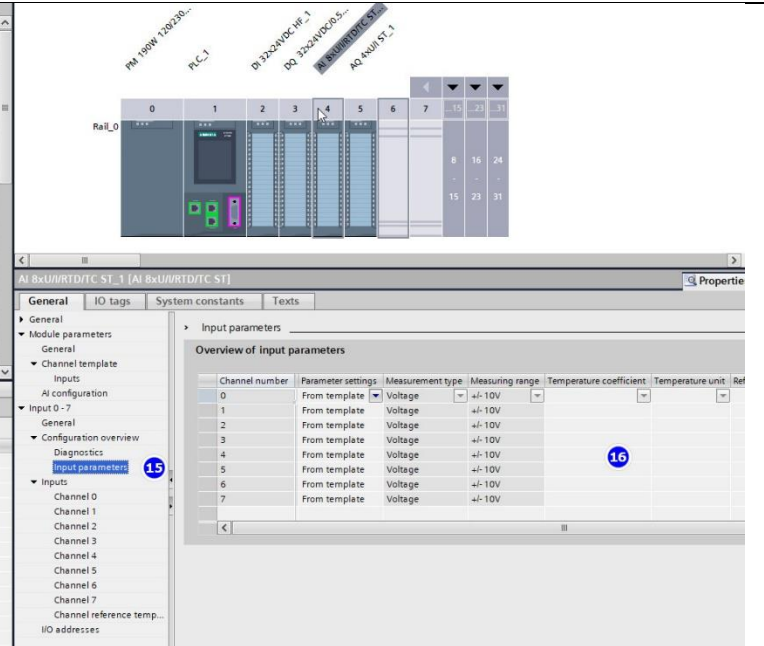 PM 190W 120/230...
PLC_1
DI 32x24VDC HF_1
DQ 32x24VDC/0.5...
AI 8xU/I/RTD/TC ST...
AQ 4xU/I ST_1
0 1 2 3 4 5 6 7 ...15 ...23 ...31
Rail_0
SIEMENS
8 16 24
- - -
15 23 31
AI 8xU/I/RTD/TC ST_1 [AI 8xU/I/RTD/TC ST]
Propertie
General IO tags System constants Texts
General
Module parameters
General
Channel template
Inputs
AI configuration
Input 0 - 7
General
Configuration overview
Diagnostics
Input parameters 15
Inputs
Channel 0
Channel 1
Channel 2
Channel 3
Channel 4
Channel 5
Channel 6
Channel 7
Channel reference temp...
I/O addresses
Input parameters
Overview of input parameters
Channel number Parameter settings Measurement type Measuring range Temperature coefficient Temperature unit Ref
0 From template Voltage +/- 10V
1 From template Voltage +/- 10V
2 From template Voltage +/- 10V
3 From template Voltage +/- 10V
4 From template Voltage +/- 10V 16
5 From template Voltage +/- 10V
6 From template Voltage +/- 10V
7 From template Voltage +/- 10V